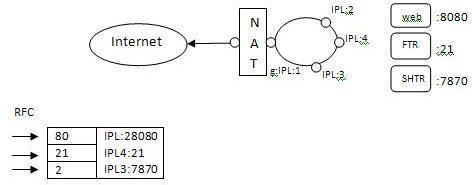 Internet
N
A
T
g:IPL:1
IPL:2
IPL:4
IPL:3
web :8080
FTR :21
SHTR :7870
RFC
80 IPL:28080
21 IPL4:21
2 IPL3:7870